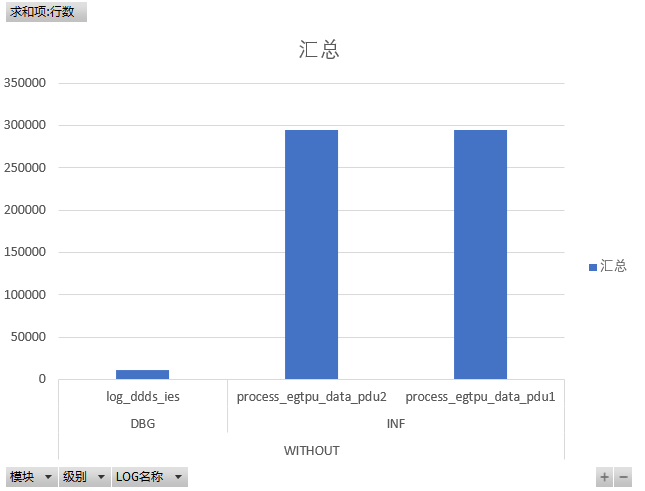 求和项:行数
汇总
350000
300000
250000
200000
150000
100000
50000
0
汇总
log_ddds_ies process_egtpu_data_pdu2 process_egtpu_data_pdu1
DBG INF
WITHOUT
模块 级别 LOG名称 + −